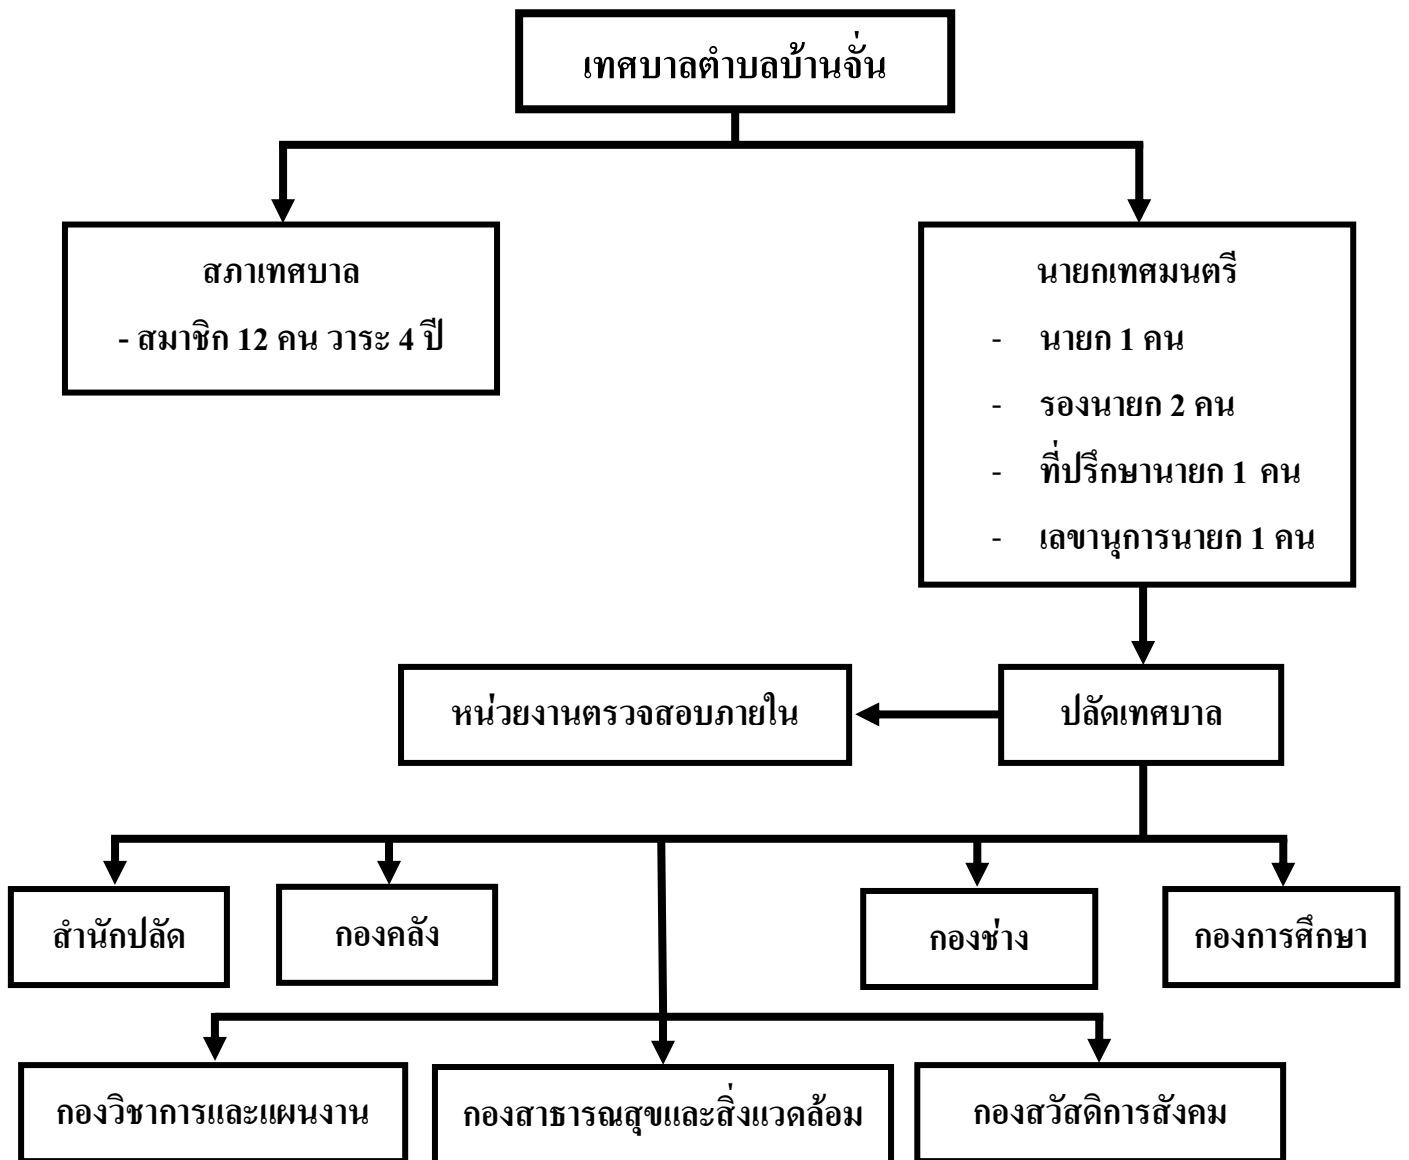 เทศบาลตำบลบ้านจั่น
สภาเทศบาล
- สมาชิก 12 คน วาระ 4 ปี
นายกเทศมนตรี
- นายก 1 คน
- รองนายก 2 คน
- ที่ปรึกษานายก 1 คน
- เลขานุการนายก 1 คน
หน่วยงานตรวจสอบภายใน
ปลัดเทศบาล
สำนักปลัด
กองคลัง
กองช่าง
กองการศึกษา
กองวิชาการและแผนงาน
กองสาธารณสุขและสิ่งแวดล้อม
กองสวัสดิการสังคม